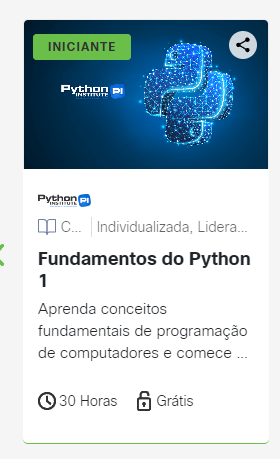 INICIANTE
Python PI
INSTITUTE
Python PI
INSTITUTE
C... Individualizada, Lidera...
Fundamentos do Python
1
Aprenda conceitos
fundamentais de programação
de computadores e comece ...
30 Horas Grátis